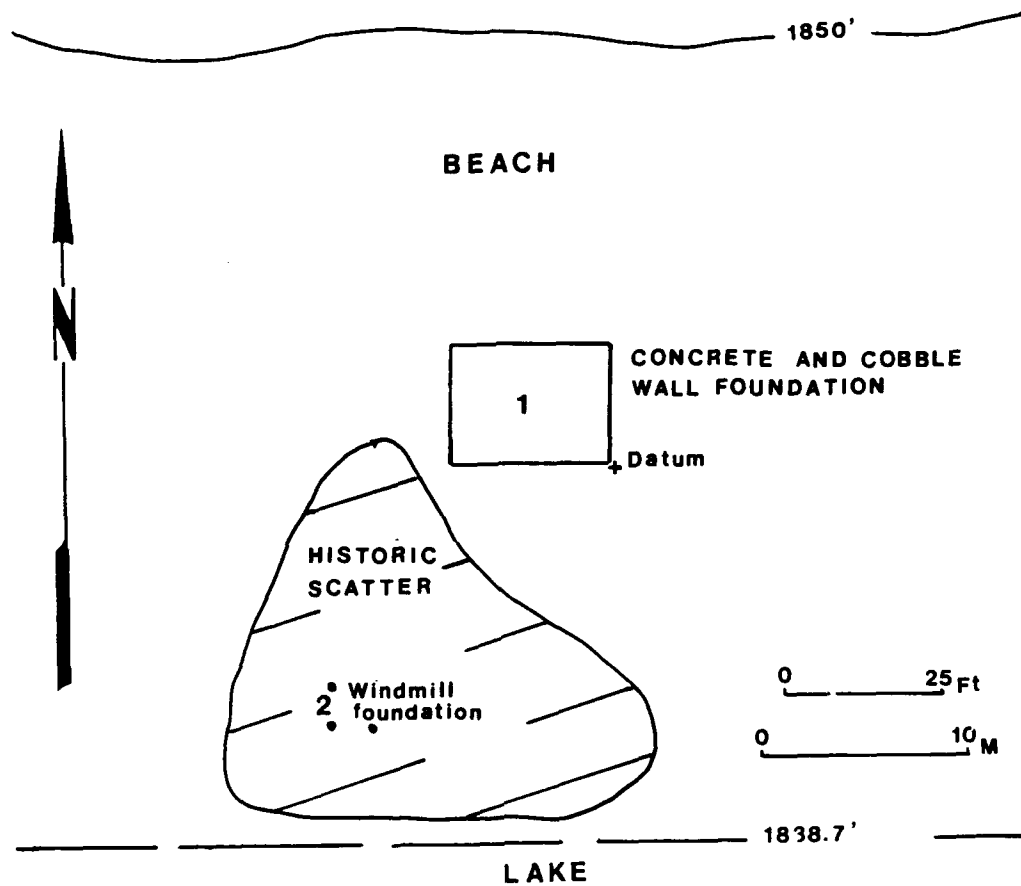 1850'
BEACH
N
CONCRETE AND COBBLE
WALL FOUNDATION
1
+ Datum
HISTORIC
SCATTER
2 Windmill
foundation
0 25 Ft
0 10 M
1838.7'
LAKE